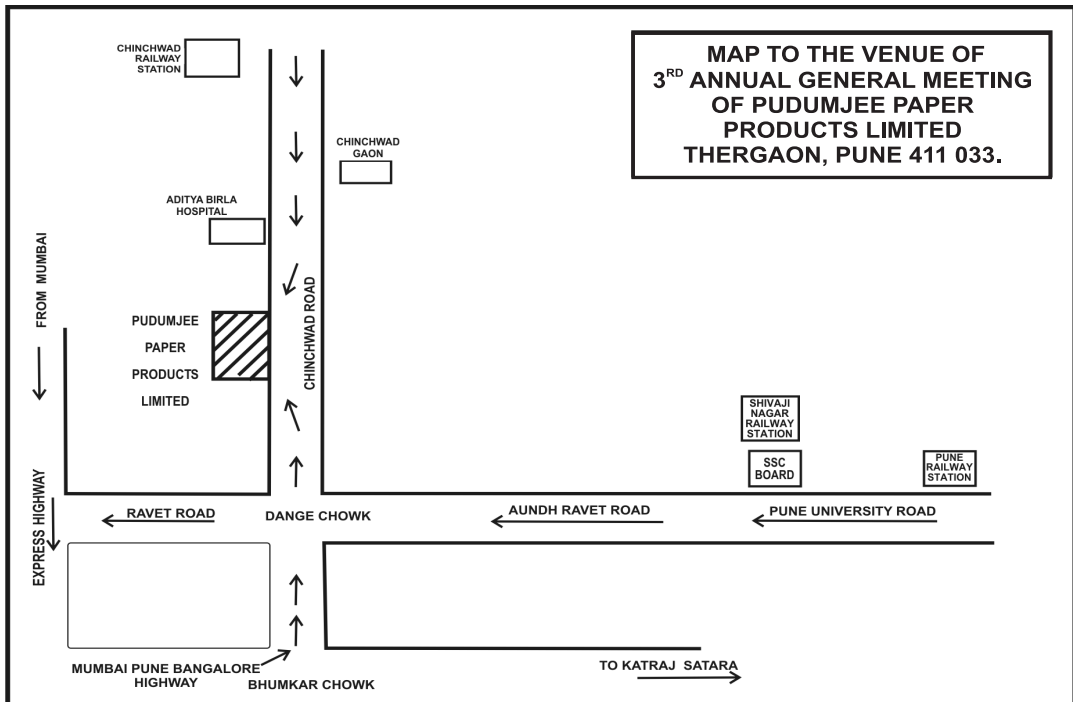 MAP TO THE VENUE OF
3RD ANNUAL GENERAL MEETING
OF PUDUMJEE PAPER
PRODUCTS LIMITED
THERGAON, PUNE 411 033.
CHINCHWAD
RAILWAY
STATION
CHINCHWAD
GAON
ADITYA BIRLA
HOSPITAL
FROM MUMBAI
CHINCHWAD ROAD
PUDUMJEE
PAPER
PRODUCTS
LIMITED
SHIVAJI
NAGAR
RAILWAY
STATION
SSC
BOARD
PUNE
RAILWAY
STATION
EXPRESS HIGHWAY
RAVET ROAD
DANGE CHOWK
AUNDH RAVET ROAD
PUNE UNIVERSITY ROAD
MUMBAI PUNE BANGALORE
HIGHWAY
BHUMKAR CHOWK
TO KATRAJ SATARA